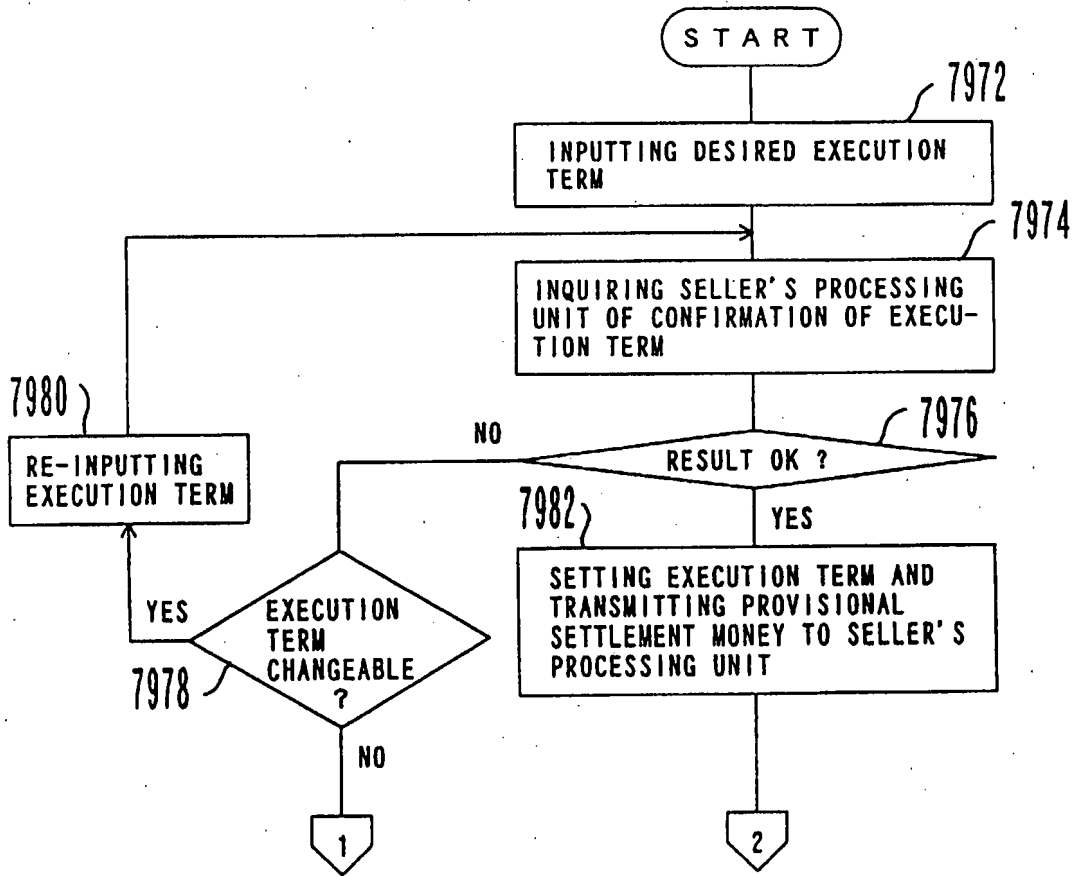 START
7972
INPUTTING DESIRED EXECUTION
TERM
7974
INQUIRING SELLER'S PROCESSING
UNIT OF CONFIRMATION OF EXECU-
TION TERM
7980
RE-INPUTTING
EXECUTION TERM
NO
7976
RESULT OK ?
YES
7982
SETTING EXECUTION TERM AND
TRANSMITTING PROVISIONAL
SETTLEMENT MONEY TO SELLER'S
PROCESSING UNIT
YES
EXECUTION
TERM
CHANGEABLE
?
7978
NO
1
2